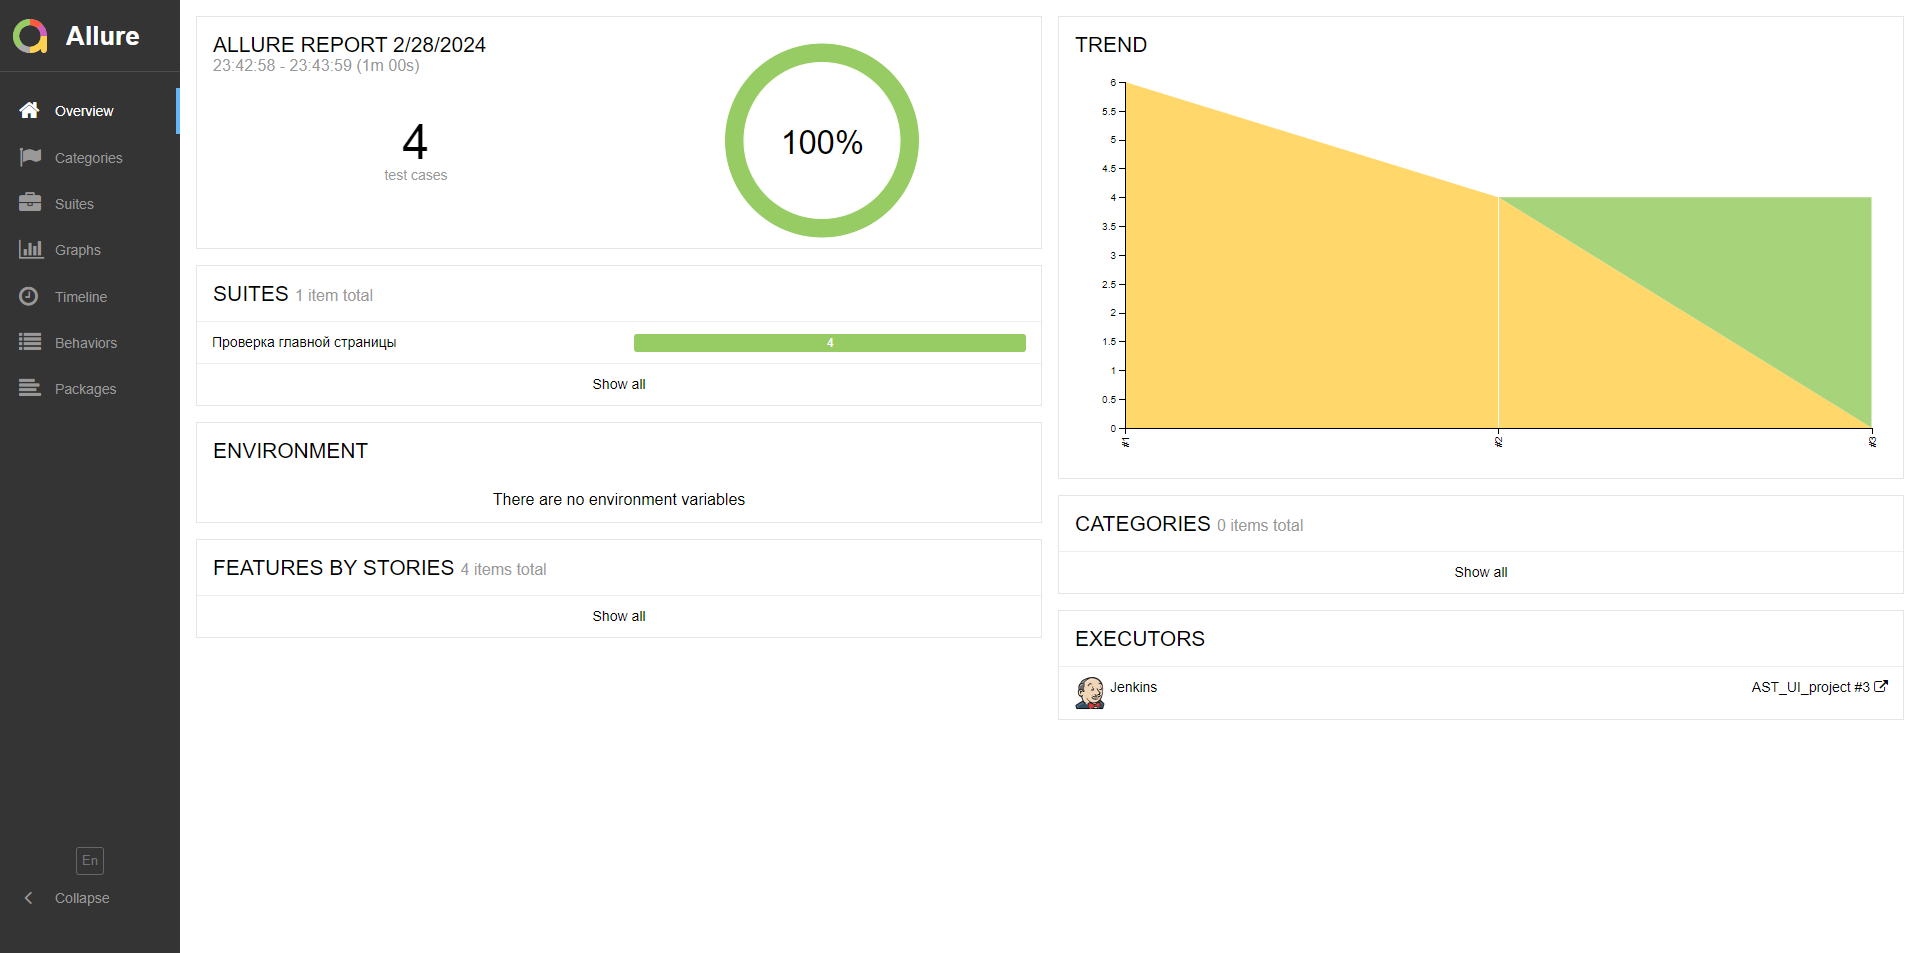 Allure
Overview
Categories
Suites
Graphs
Timeline
Behaviors
Packages
En
Collapse
ALLURE REPORT 2/28/2024
23:42:58 - 23:43:59 (1m 00s)
4
test cases
100%
SUITES 1 item total
Проверка главной страницы 4
Show all
ENVIRONMENT
There are no environment variables
FEATURES BY STORIES 4 items total
Show all
TREND
6
5.5
5
4.5
4
3.5
3
2.5
2
1.5
1
0.5
0
#1 #2 #3
CATEGORIES 0 items total
Show all
EXECUTORS
Jenkins AST_UI_project #3